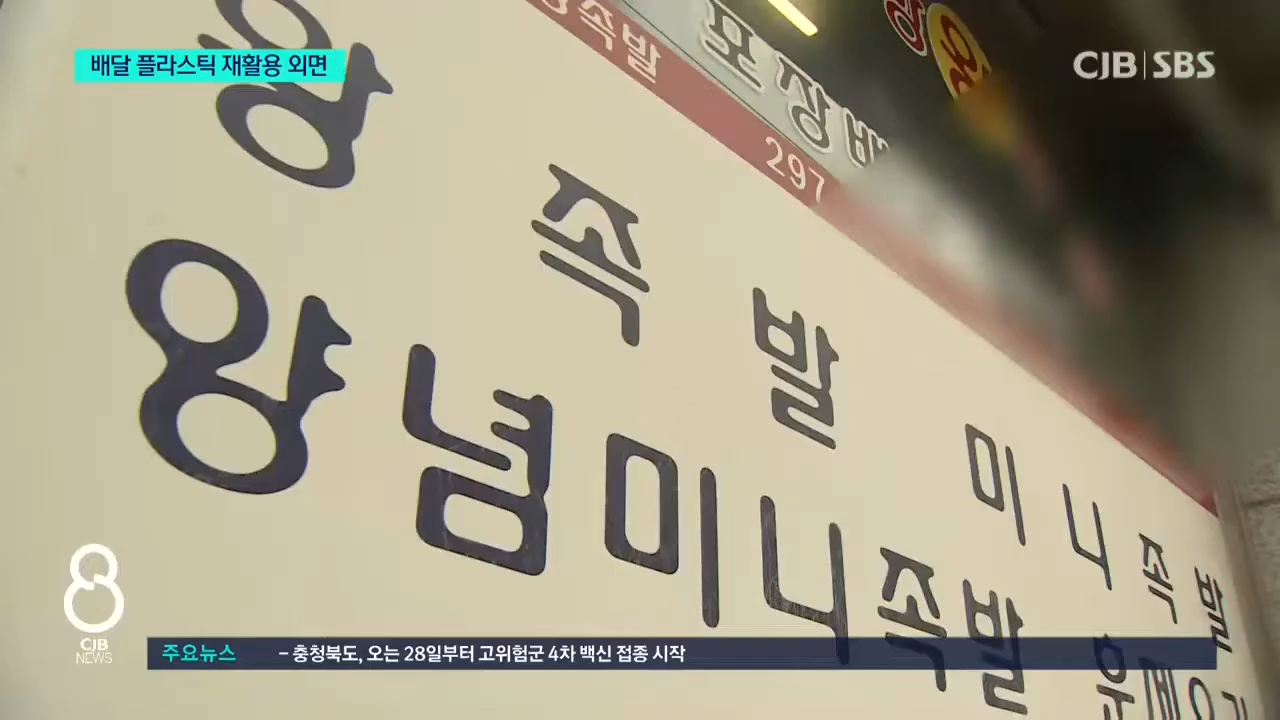 배달 플라스틱 재활용 외면
CJB SBS
족발
포장
297
왕 족 발 미 니 족 발
양념미니족발
8
CJB
NEWS
주요뉴스 - 충청북도, 오는 28일부터 고위험군 4차 백신 접종 시작